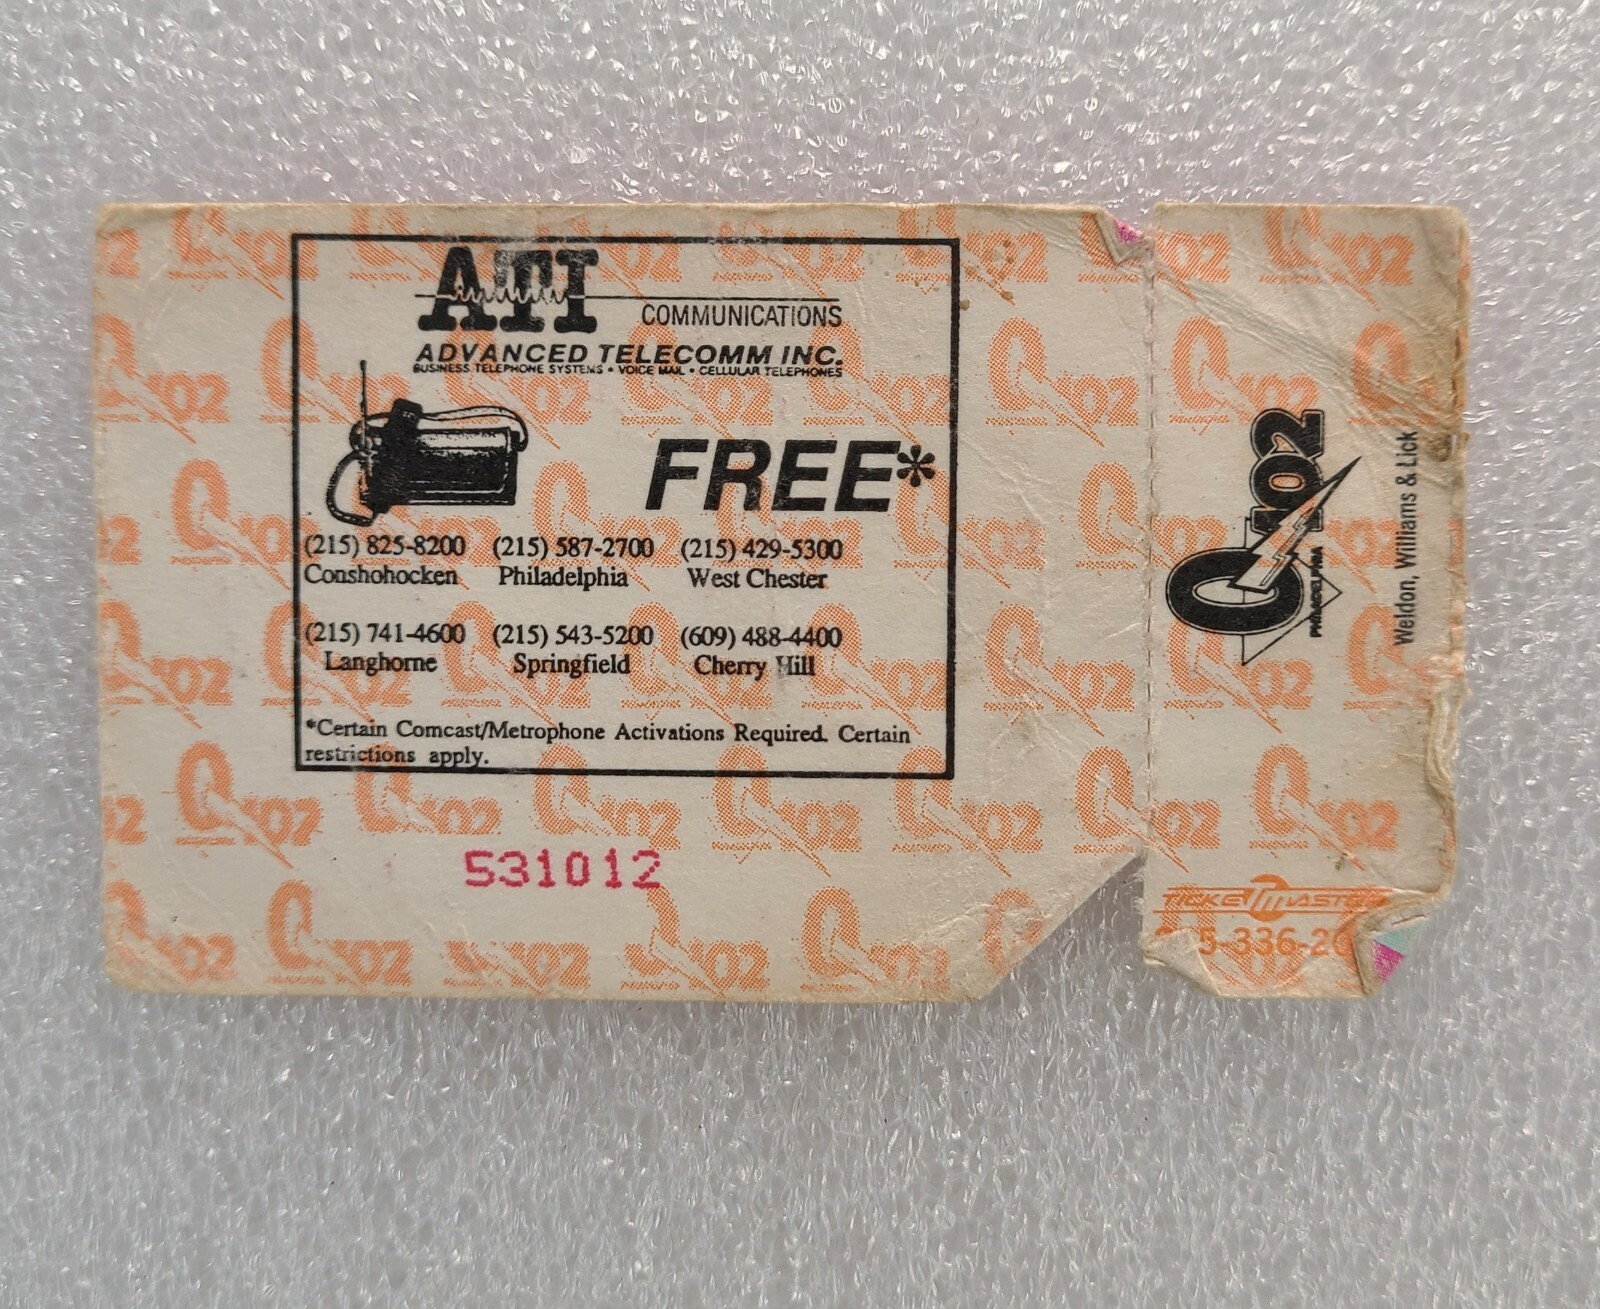 ATI
COMMUNICATIONS
ADVANCED TELECOMM INC.
BUSINESS TELEPHONE SYSTEMS • VOICE MAIL • CELLULAR TELEPHONES
FREE*
(215) 825-8200 (215) 587-2700 (215) 429-5300
Conshohocken Philadelphia West Chester
(215) 741-4600 (215) 543-5200 (609) 488-4400
Langhorne Springfield Cherry Hill
*Certain Comcast/Metrophone Activations Required. Certain
restrictions apply.
531012
Q102
PHILADELPHIA
Weldon, Williams & Lick
TICKETMASTER
5-336-20